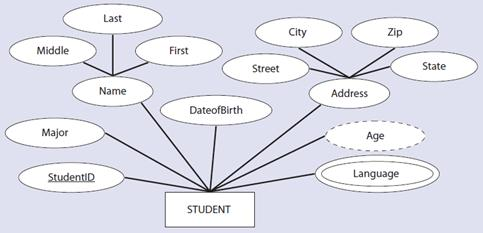 Last
City
Zip
Middle
First
Street
State
Name
Address
DateofBirth
Major
Age
StudentID
Language
STUDENT